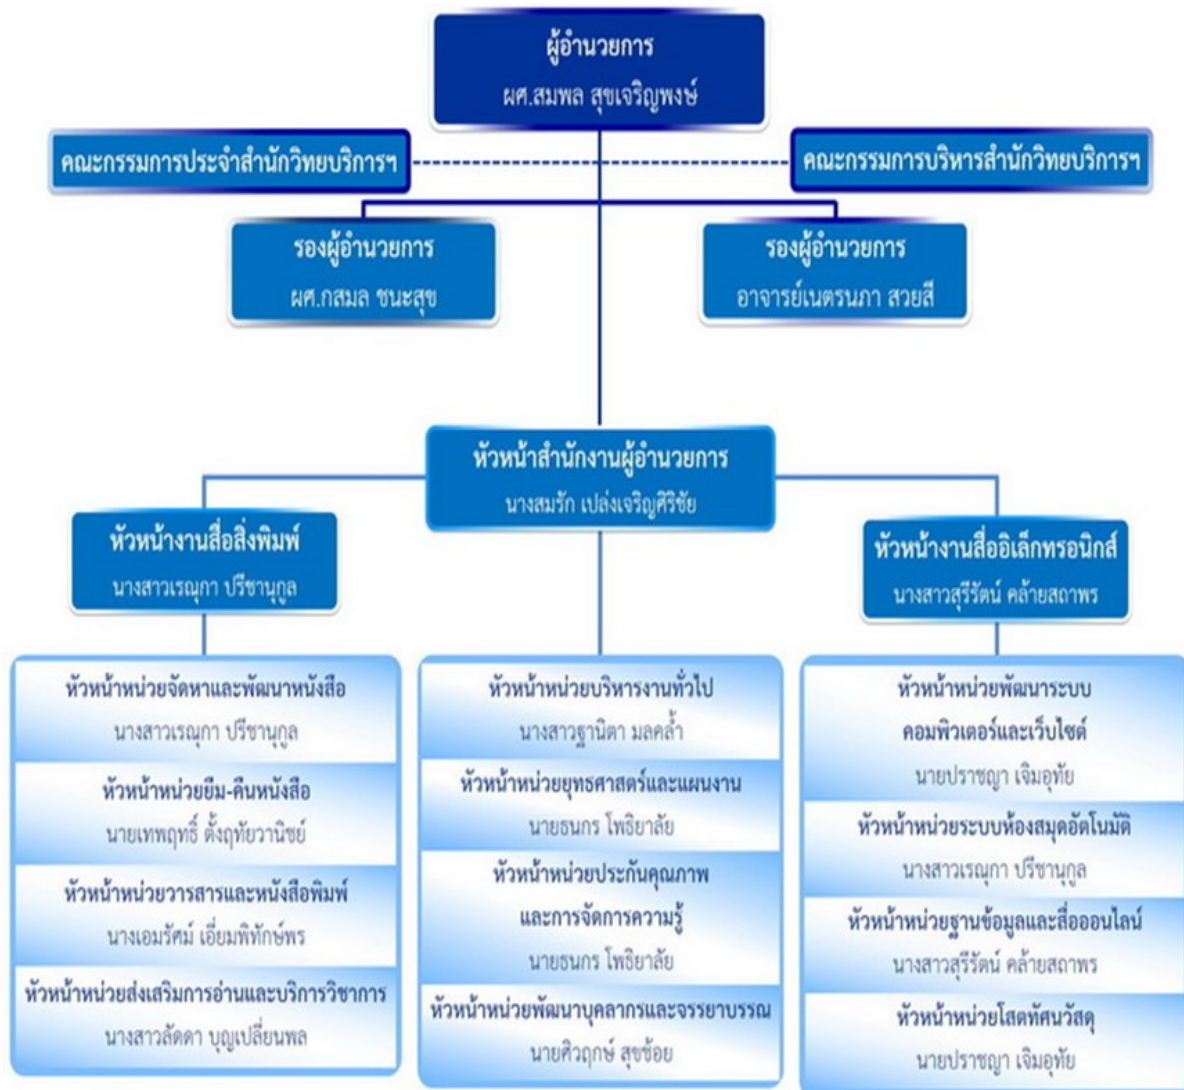 ผู้อำนวยการ
ผศ.สมพล สุขเจริญพงษ์
คณะกรรมการประจำสำนักวิทยบริการฯ
คณะกรรมการบริหารสำนักวิทยบริการฯ
รองผู้อำนวยการ
ผศ.กสมล ชนะสุข
รองผู้อำนวยการ
อาจารย์เนตรนภา สวยสี
หัวหน้าสำนักงานผู้อำนวยการ
นางสมรัก เปล่งเจริญศิริชัย
หัวหน้างานสื่อสิ่งพิมพ์
นางสาวเรณุกา ปรีชานุกูล
หัวหน้างานสื่ออิเล็กทรอนิกส์
นางสาวสุรีรัตน์ คล้ายสถาพร
หัวหน้าหน่วยจัดหาและพัฒนาหนังสือ
นางสาวเรณุกา ปรีชานุกูล
หัวหน้าหน่วยยืม-คืนหนังสือ
นายเทพฤทธิ์ ตั้งฤทัยวานิชย์
หัวหน้าหน่วยวารสารและหนังสือพิมพ์
นางเอมรัศม์ เอี่ยมพิทักษ์พร
หัวหน้าหน่วยส่งเสริมการอ่านและบริการวิชาการ
นางสาวลัดดา บุญเปลี่ยนพล
หัวหน้าหน่วยบริหารงานทั่วไป
นางสาวฐานิตา มลคล้ำ
หัวหน้าหน่วยยุทธศาสตร์และแผนงาน
นายธนกร โพธิยาลัย
หัวหน้าหน่วยประกันคุณภาพ
และการจัดการความรู้
นายธนกร โพธิยาลัย
หัวหน้าหน่วยพัฒนาบุคลากรและจรรยาบรรณ
นายศิวฤกษ์ สุขช้อย
หัวหน้าหน่วยพัฒนาระบบ
คอมพิวเตอร์และเว็บไซต์
นายปราชญา เจิมอุทัย
หัวหน้าหน่วยระบบห้องสมุดอัตโนมัติ
นางสาวเรณุกา ปรีชานุกูล
หัวหน้าหน่วยฐานข้อมูลและสื่อออนไลน์
นางสาวสุรีรัตน์ คล้ายสถาพร
หัวหน้าหน่วยโสตทัศนวัสดุ
นายปราชญา เจิมอุทัย